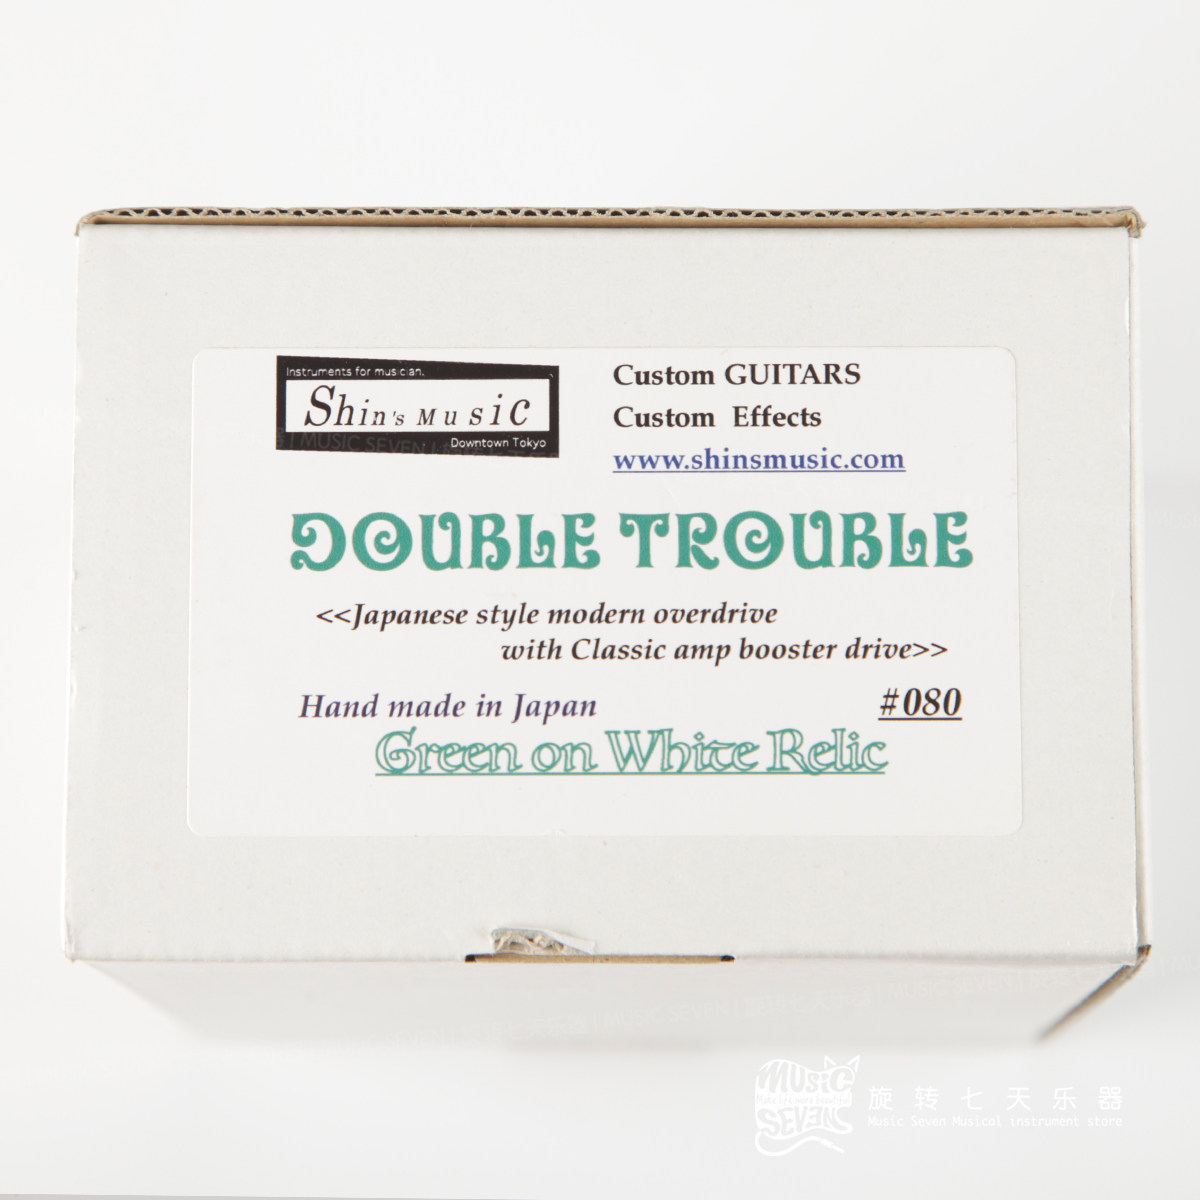 Instruments for musician.
Shin's Music
Downtown Tokyo
Custom GUITARS
Custom Effects
www.shinsmusic.com
DOUBLE TROUBLE
<<Japanese style modern overdrive
with Classic amp booster drive>>
Hand made in Japan
#080
Green on White Relic
MUSIC
SEVEN
旋转七天乐器
Music Seven Musical instrument store